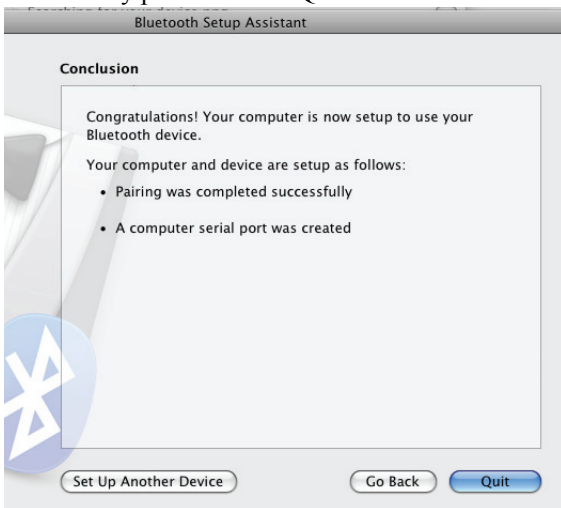 Bluetooth Setup Assistant
Conclusion
Congratulations! Your computer is now setup to use your
Bluetooth device.
Your computer and device are setup as follows:
• Pairing was completed successfully
• A computer serial port was created
Set Up Another Device
Go Back
Quit